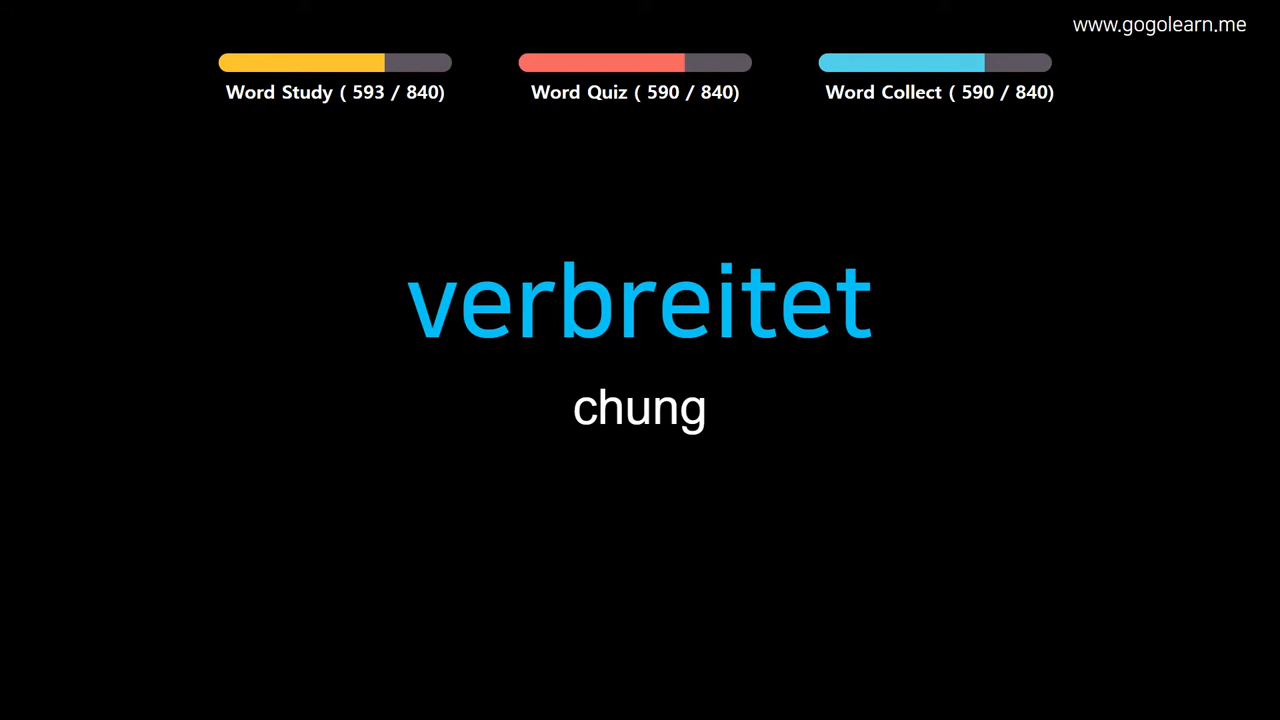 www.gogolearn.me
Word Study ( 593 / 840)
Word Quiz ( 590 / 840)
Word Collect ( 590 / 840)
verbreitet
chung